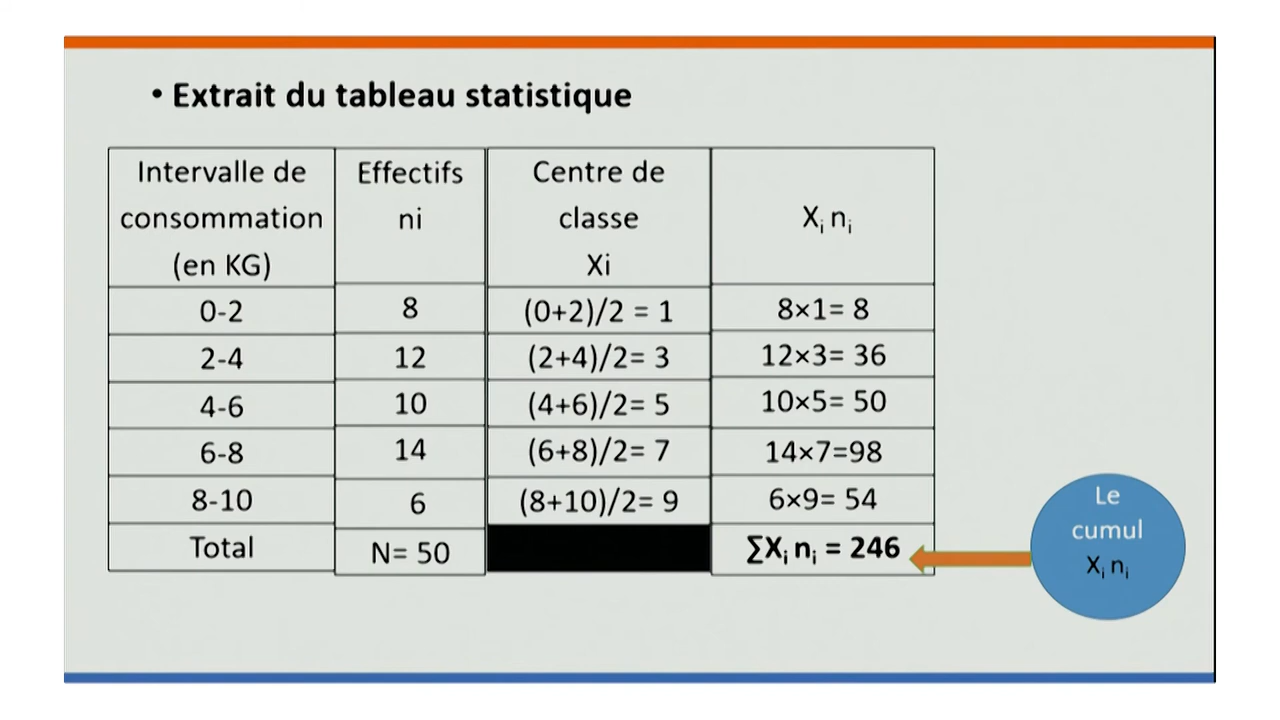 • Extrait du tableau statistique
Intervalle de consommation (en KG) Effectifs ni Centre de classe Xi Xi ni
0-2 8 (0+2)/2 = 1 8×1= 8
2-4 12 (2+4)/2= 3 12×3= 36
4-6 10 (4+6)/2= 5 10×5= 50
6-8 14 (6+8)/2= 7 14×7=98
8-10 6 (8+10)/2= 9 6×9= 54
Total N= 50 ∑Xi ni = 246
Le
cumul
Xi ni